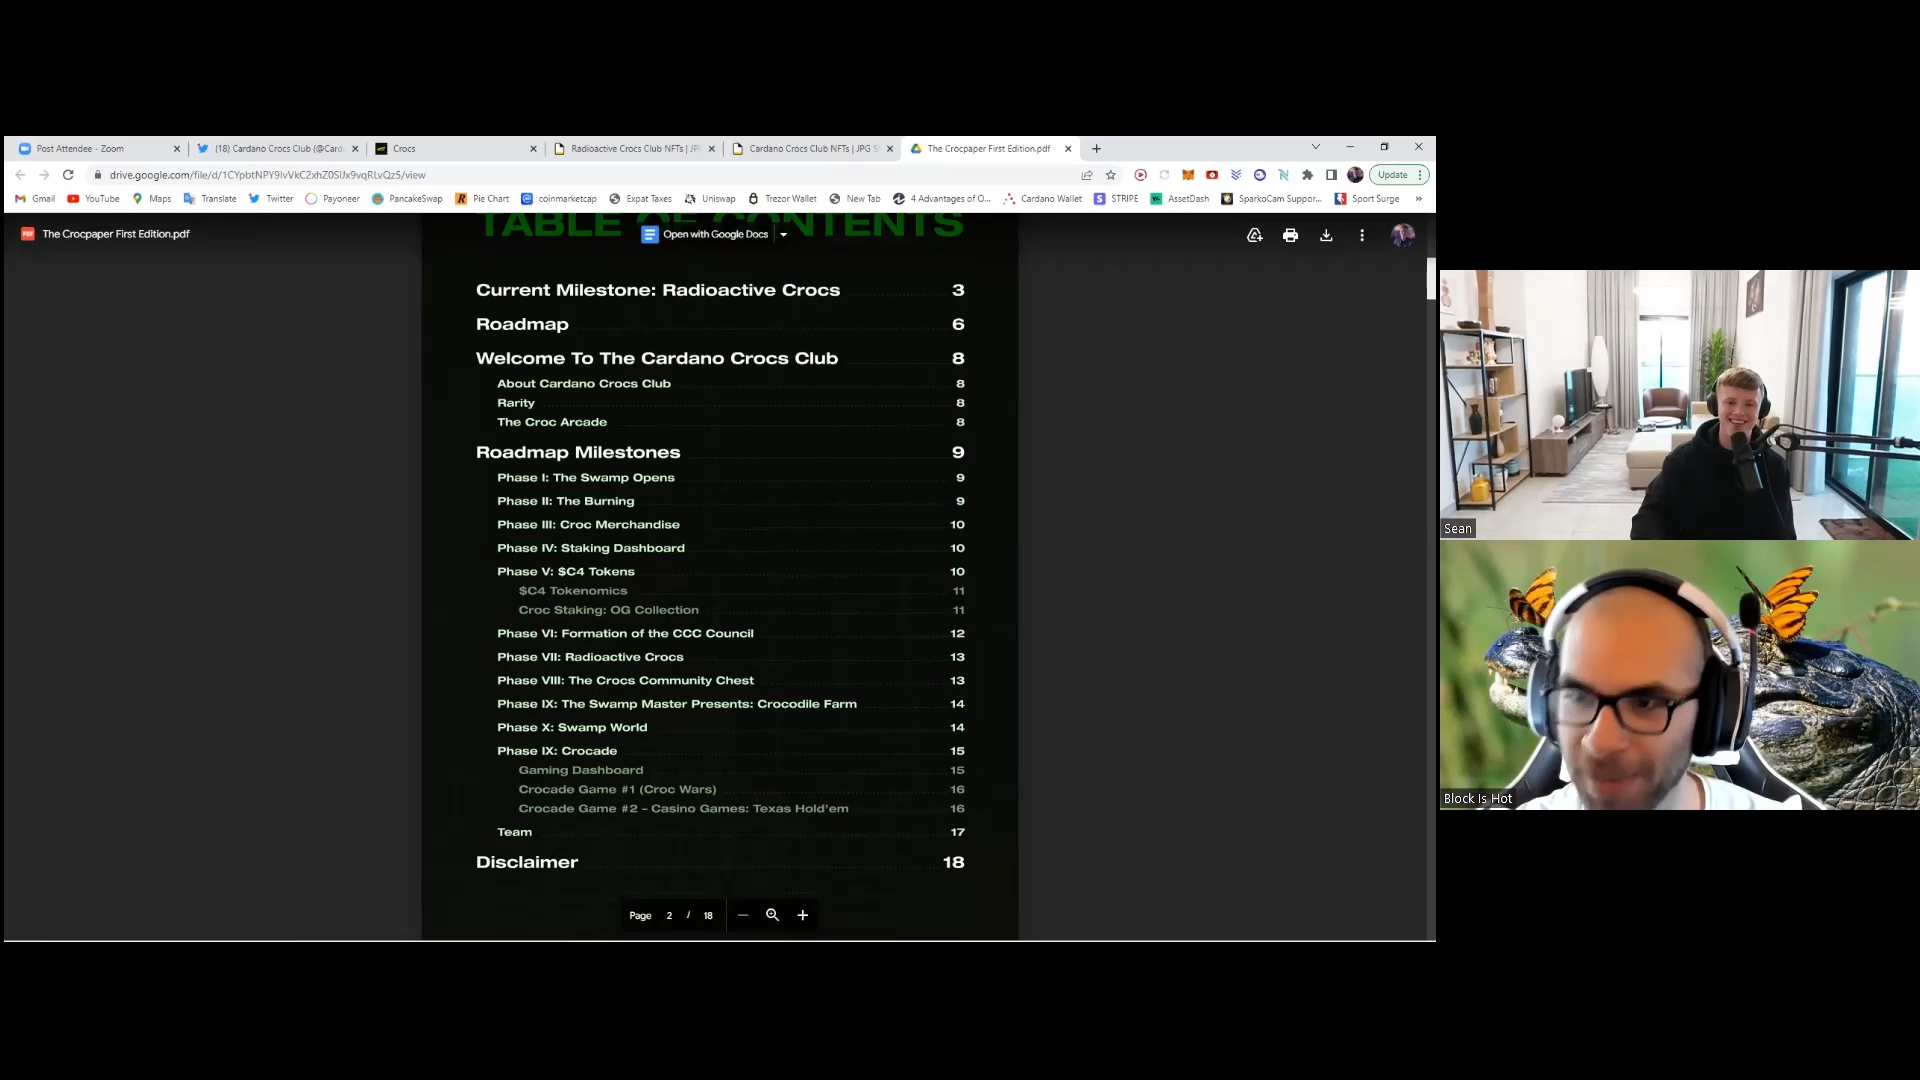 Post Attendee - Zoom
(18) Cardano Crocs Club (@Card
Crocs
Radioactive Crocs Club NFTs | JP
Cardano Crocs Club NFTs | JPG S
The Crocpaper First Edition.pdf
drive.google.com/file/d/1CYpbtNPY9IvVkC2xhZ0SIJx9vqRLvQz5/view
Update
Gmail YouTube Maps Translate Twitter Payoneer PancakeSwap Pie Chart coinmarketcap Expat Taxes Uniswap Trezor Wallet New Tab 4 Advantages of O... Cardano Wallet STRIPE AssetDash SparkoCam Suppor... Sport Surge »
TABLE OF CONTENTS
The Crocpaper First Edition.pdf
Open with Google Docs
Current Milestone: Radioactive Crocs 3
Roadmap 6
Welcome To The Cardano Crocs Club 8
About Cardano Crocs Club 8
Rarity 8
The Croc Arcade 8
Roadmap Milestones 9
Phase I: The Swamp Opens 9
Phase II: The Burning 9
Phase III: Croc Merchandise 10
Phase IV: Staking Dashboard 10
Phase V: $C4 Tokens 10
$C4 Tokenomics 11
Croc Staking: OG Collection 11
Phase VI: Formation of the CCC Council 12
Phase VII: Radioactive Crocs 13
Phase VIII: The Crocs Community Chest 13
Phase IX: The Swamp Master Presents: Crocodile Farm 14
Phase X: Swamp World 14
Phase IX: Crocade 15
Gaming Dashboard 15
Crocade Game #1 (Croc Wars) 16
Crocade Game #2 – Casino Games: Texas Hold'em 16
Team 17
Disclaimer 18
Page 2 / 18
Sean
Block Is Hot